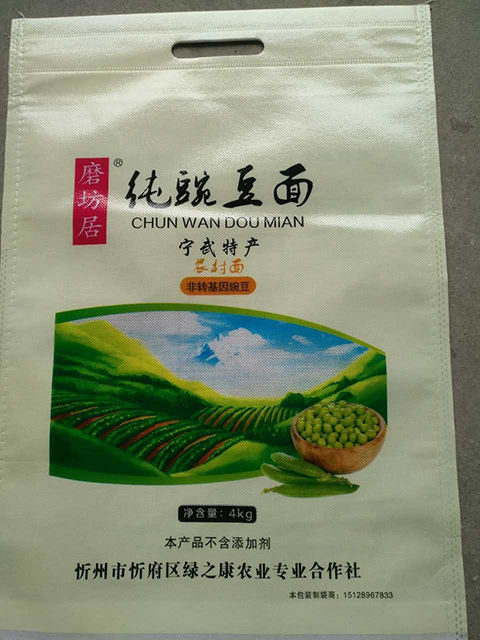 磨坊居
®
纯豌豆面
CHUN WAN DOU MIAN
宁武特产
农村面
非转基因豌豆
净含量：4kg
本产品不含添加剂
忻州市忻府区绿之康农业专业合作社
本包装制袋商：15128967833